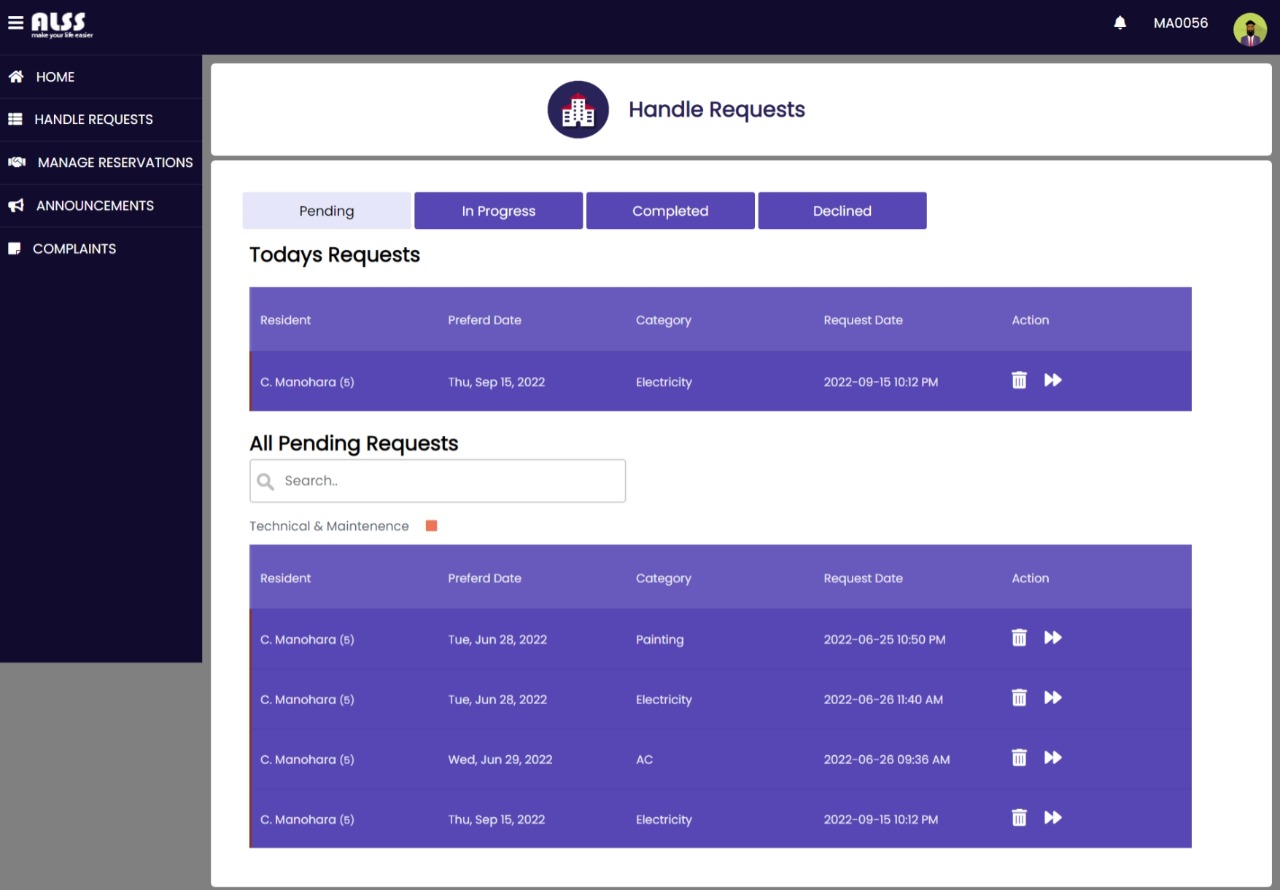 ALSS
make your life easier
MA0056
HOME
HANDLE REQUESTS
MANAGE RESERVATIONS
ANNOUNCEMENTS
COMPLAINTS
Handle Requests
Pending In Progress Completed Declined
Todays Requests
Resident Preferd Date Category Request Date Action
C. Manohara (5) Thu, Sep 15, 2022 Electricity 2022-09-15 10:12 PM
All Pending Requests
Search..
Technical & Maintenence
Resident Preferd Date Category Request Date Action
C. Manohara (5) Tue, Jun 28, 2022 Painting 2022-06-25 10:50 PM
C. Manohara (5) Tue, Jun 28, 2022 Electricity 2022-06-26 11:40 AM
C. Manohara (5) Wed, Jun 29, 2022 AC 2022-06-26 09:36 AM
C. Manohara (5) Thu, Sep 15, 2022 Electricity 2022-09-15 10:12 PM